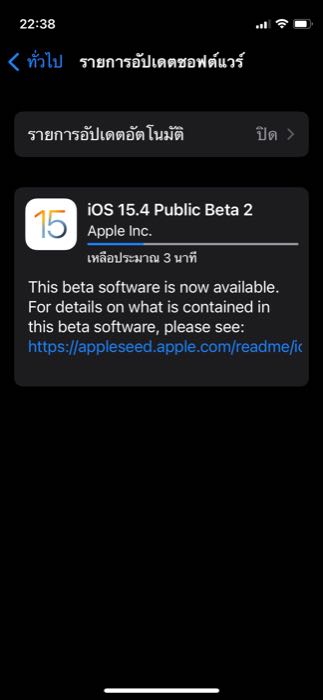 22:38
ทั่วไป รายการอัปเดตซอฟต์แวร์
รายการอัปเดตอัตโนมัติ ปิด
15
iOS 15.4 Public Beta 2
Apple Inc.
เหลือประมาณ 3 นาที
This beta software is now available.
For details on what is contained in
this beta software, please see:
https://appleseed.apple.com/readme/ic